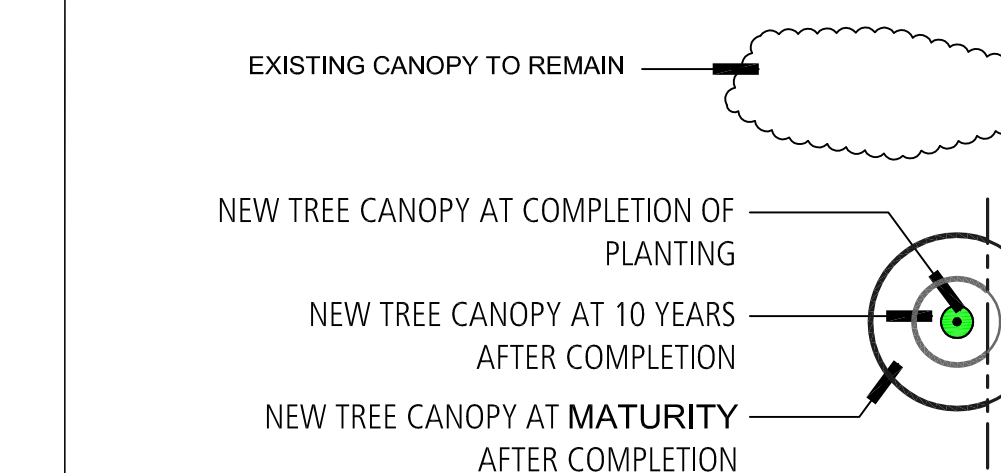 EXISTING CANOPY TO REMAIN
NEW TREE CANOPY AT COMPLETION OF
PLANTING
NEW TREE CANOPY AT 10 YEARS
AFTER COMPLETION
NEW TREE CANOPY AT MATURITY
AFTER COMPLETION